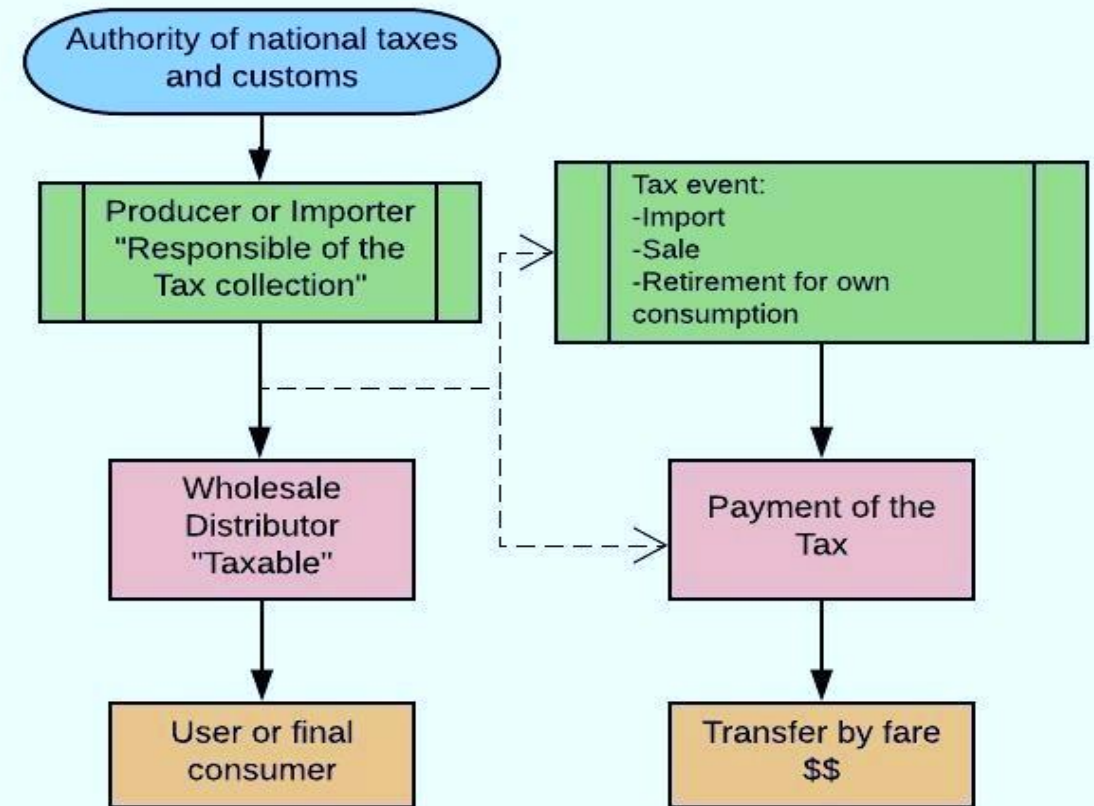 Authority of national taxes
and customs
Producer or Importer
"Responsible of the
Tax collection"
Tax event:
-Import
-Sale
-Retirement for own
consumption
Wholesale
Distributor
"Taxable"
Payment of the
Tax
User or final
consumer
Transfer by fare
$$